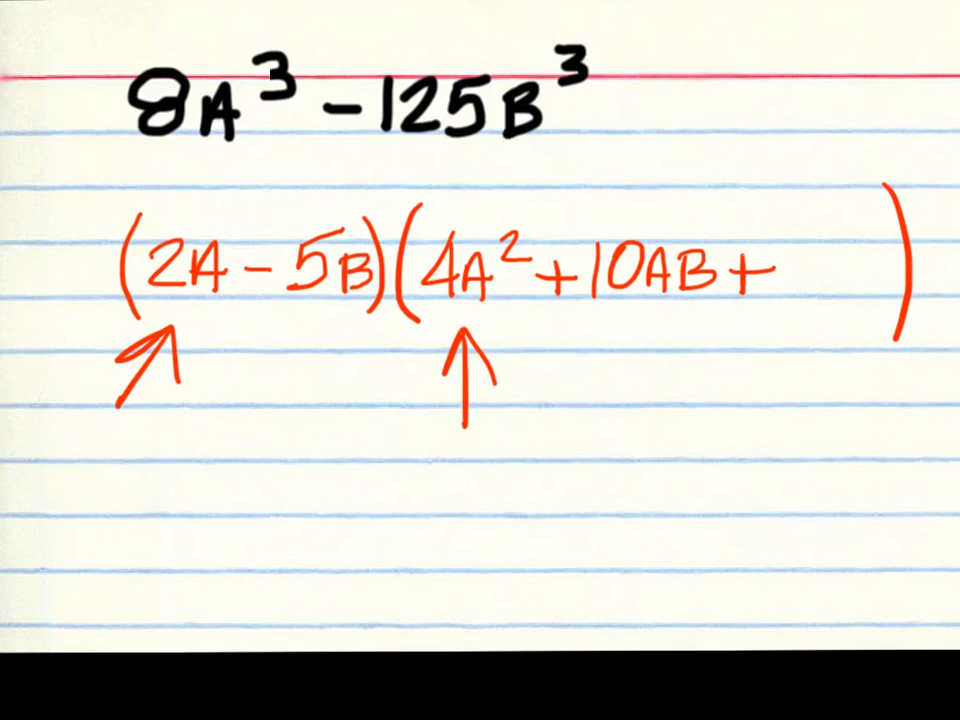 8A³ - 125B³
(2A - 5B)(4A² + 10AB + )